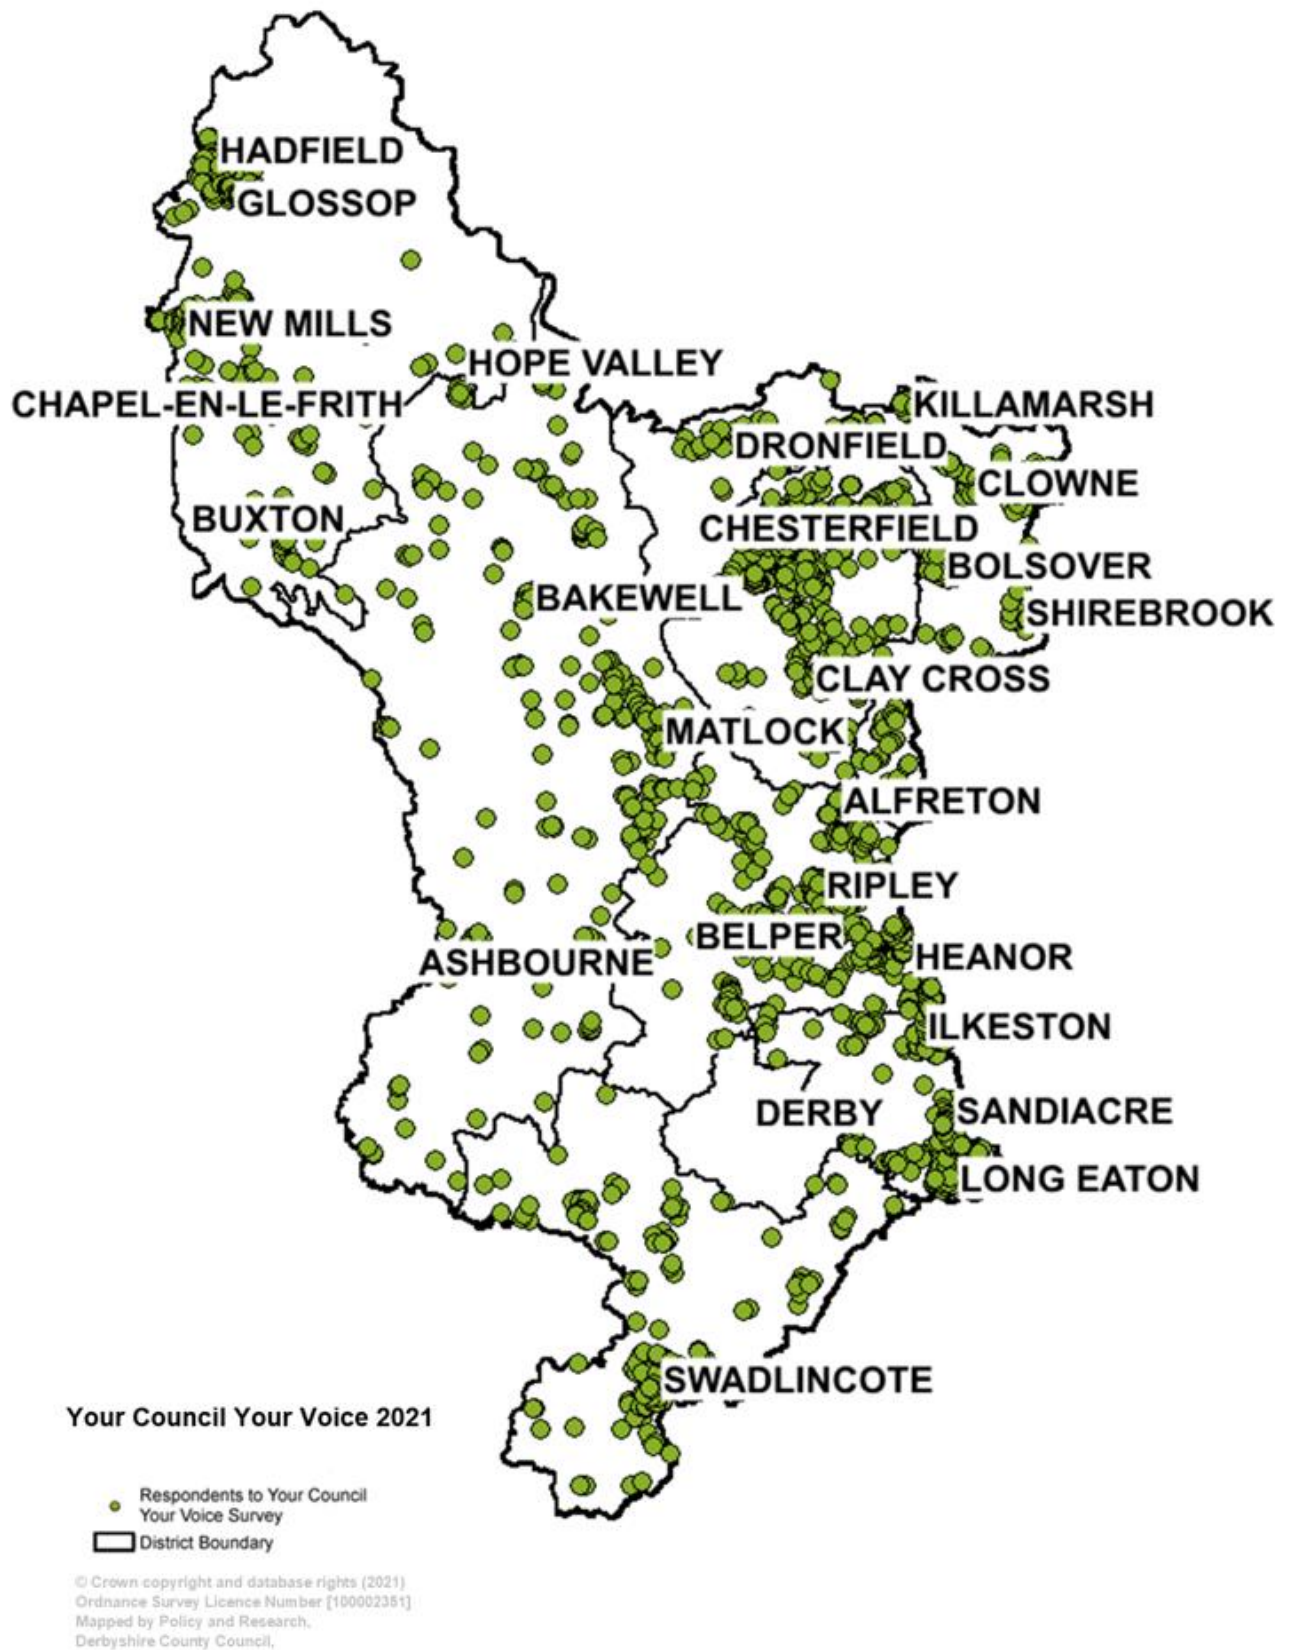 HADFIELD
GLOSSOP
NEW MILLS
HOPE VALLEY
CHAPEL-EN-LE-FRITH
KILLAMARSH
DRONFIELD
CLOWNE
BUXTON
CHESTERFIELD
BOLSOVER
BAKEWELL
SHIREBROOK
CLAY CROSS
MATLOCK
ALFRETON
RIPLEY
BELPER
HEANOR
ASHBOURNE
ILKESTON
DERBY
SANDIACRE
LONG EATON
SWADLINCOTE
Your Council Your Voice 2021
Respondents to Your Council
Your Voice Survey
District Boundary
© Crown copyright and database rights (2021)
Ordnance Survey Licence Number [100002381]
Mapped by Policy and Research,
Derbyshire County Council,